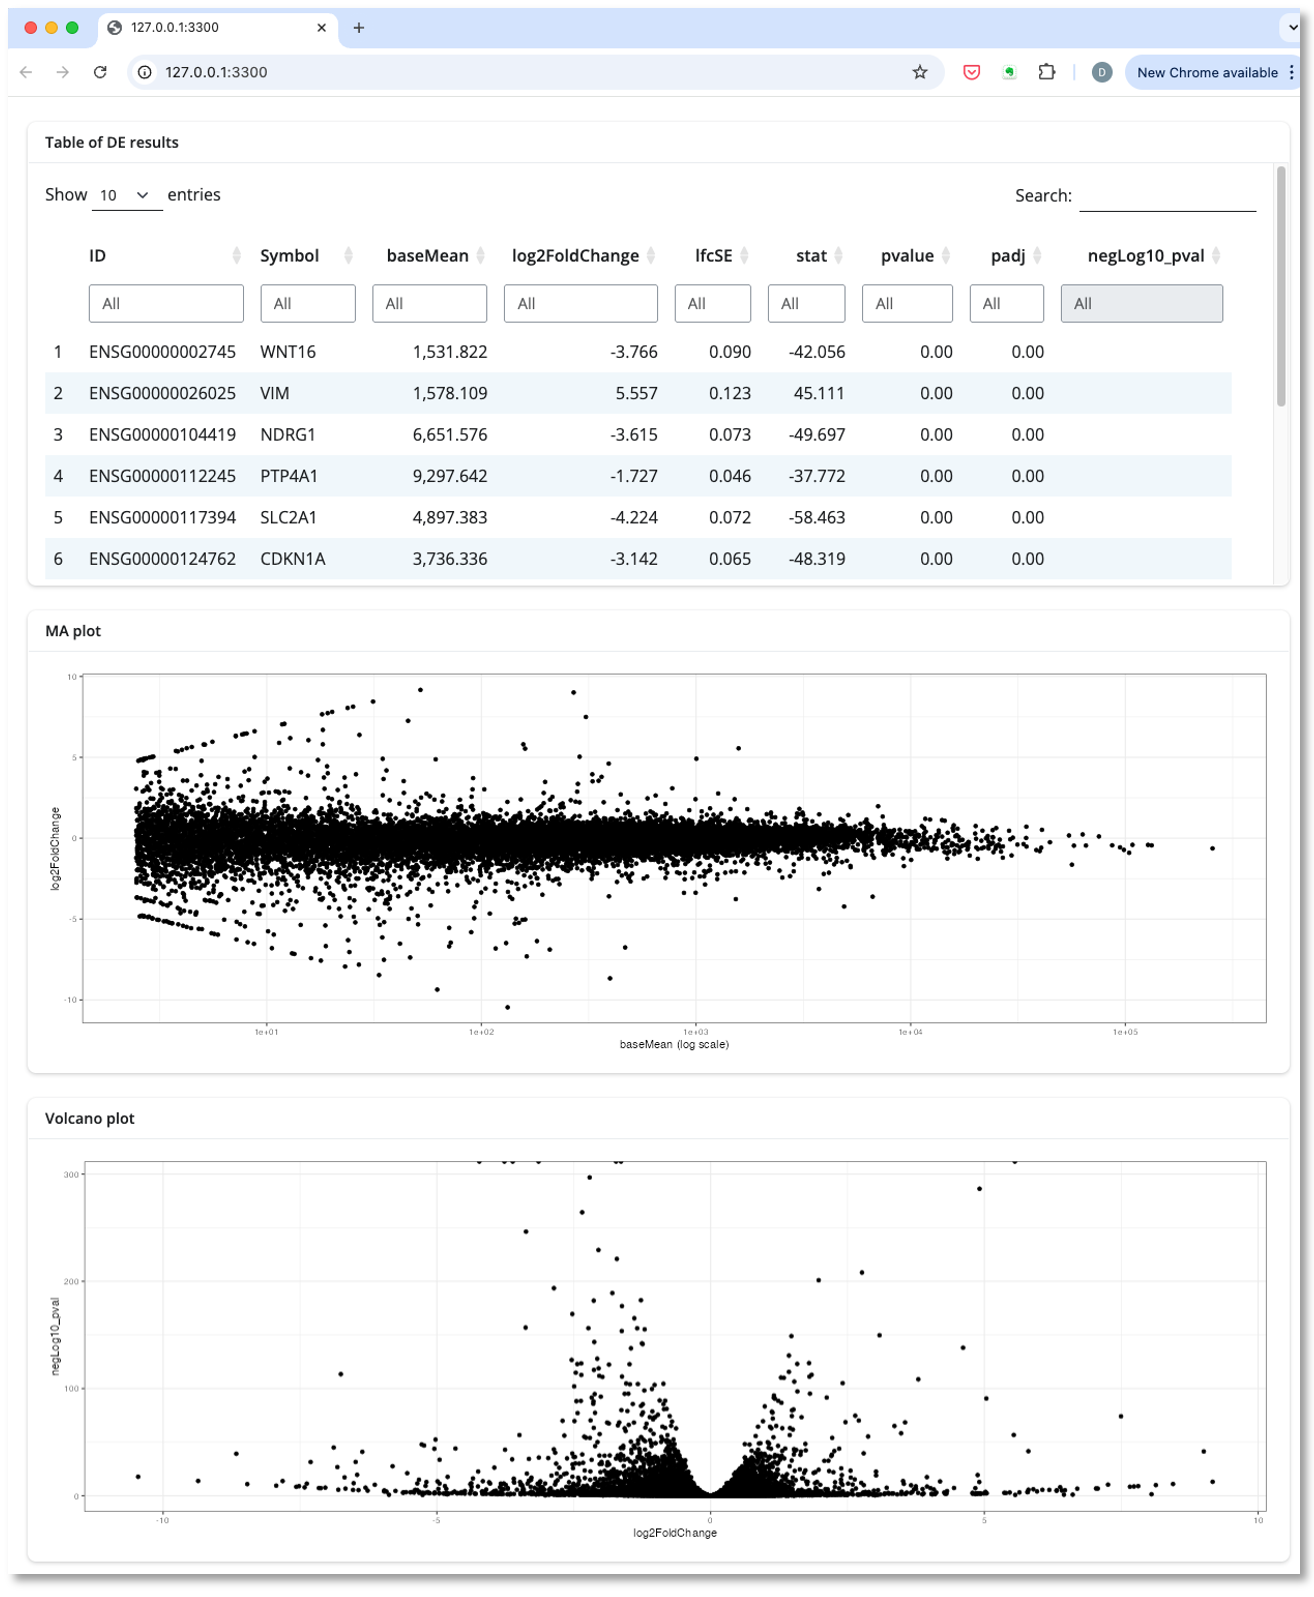 127.0.0.1:3300
127.0.0.1:3300
D
New Chrome available
Table of DE results
Show 10 entries
Search:
ID Symbol baseMean log2FoldChange lfcSE stat pvalue padj negLog10_pval
All All All All All All All All All
1 ENSG00000002745 WNT16 1,531.822 -3.766 0.090 -42.056 0.00 0.00
2 ENSG00000026025 VIM 1,578.109 5.557 0.123 45.111 0.00 0.00
3 ENSG00000104419 NDRG1 6,651.576 -3.615 0.073 -49.697 0.00 0.00
4 ENSG00000112245 PTP4A1 9,297.642 -1.727 0.046 -37.772 0.00 0.00
5 ENSG00000117394 SLC2A1 4,897.383 -4.224 0.072 -58.463 0.00 0.00
6 ENSG00000124762 CDKN1A 3,736.336 -3.142 0.065 -48.319 0.00 0.00
MA plot
10
5
0
-5
-10
log2FoldChange
1e+01 1e+02 1e+03 1e+04 1e+05
baseMean (log scale)
Volcano plot
300
200
100
0
negLog10_pval
-10 -5 0 5 10
log2FoldChange